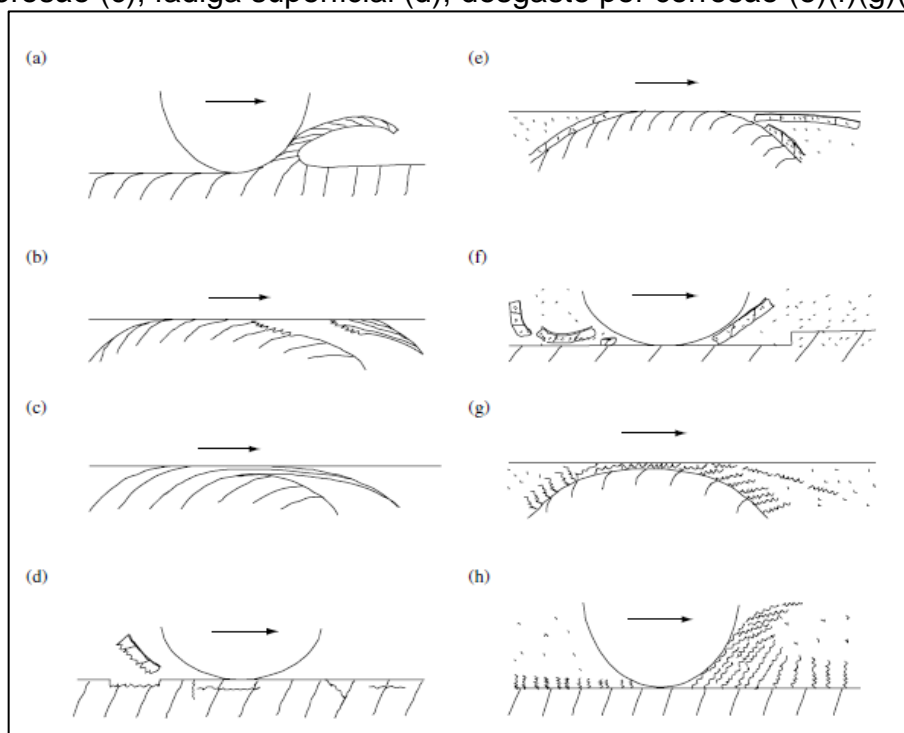 (c), fadiga superficial (d), desgaste por corrosão (e)(f)(g)(
(a)
(e)
(b)
(f)
(c)
(g)
(d)
(h)